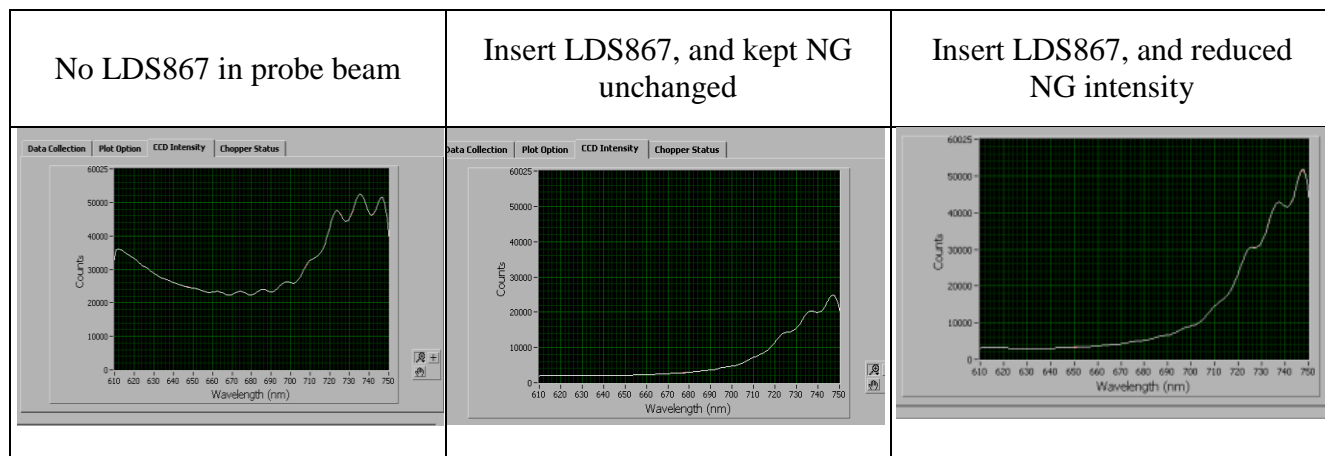 No LDS867 in probe beam
Insert LDS867, and kept NG
unchanged
Insert LDS867, and reduced
NG intensity
Data Collection Plot Option CCD Intensity Chopper Status
60025
50000
40000
30000
20000
10000
0
Counts
610 620 630 640 650 660 670 680 690 700 710 720 730 740 750
Wavelength (nm)
Data Collection Plot Option CCD Intensity Chopper Status
60025
50000
40000
30000
20000
10000
0
Counts
610 620 630 640 650 660 670 680 690 700 710 720 730 740 750
Wavelength (nm)
60025
50000
40000
30000
20000
10000
0
Counts
610 620 630 640 650 660 670 680 690 700 710 720 730 740 750
Wavelength (nm)